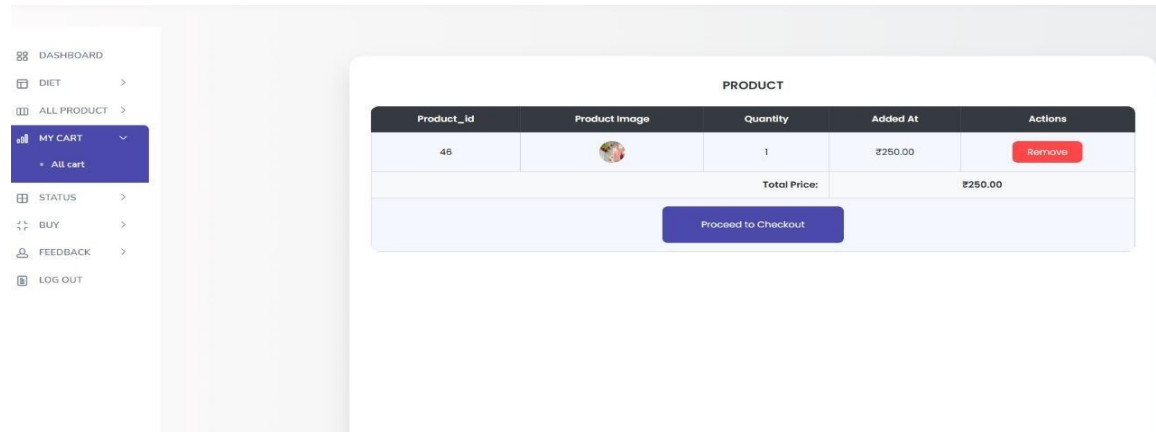 DASHBOARD
DIET
ALL PRODUCT
MY CART
All cart
STATUS
BUY
FEEDBACK
LOG OUT
PRODUCT
Product_id Product Image Quantity Added At Actions
46 1 ₹250.00 Remove
Total Price: ₹250.00
Proceed to Checkout